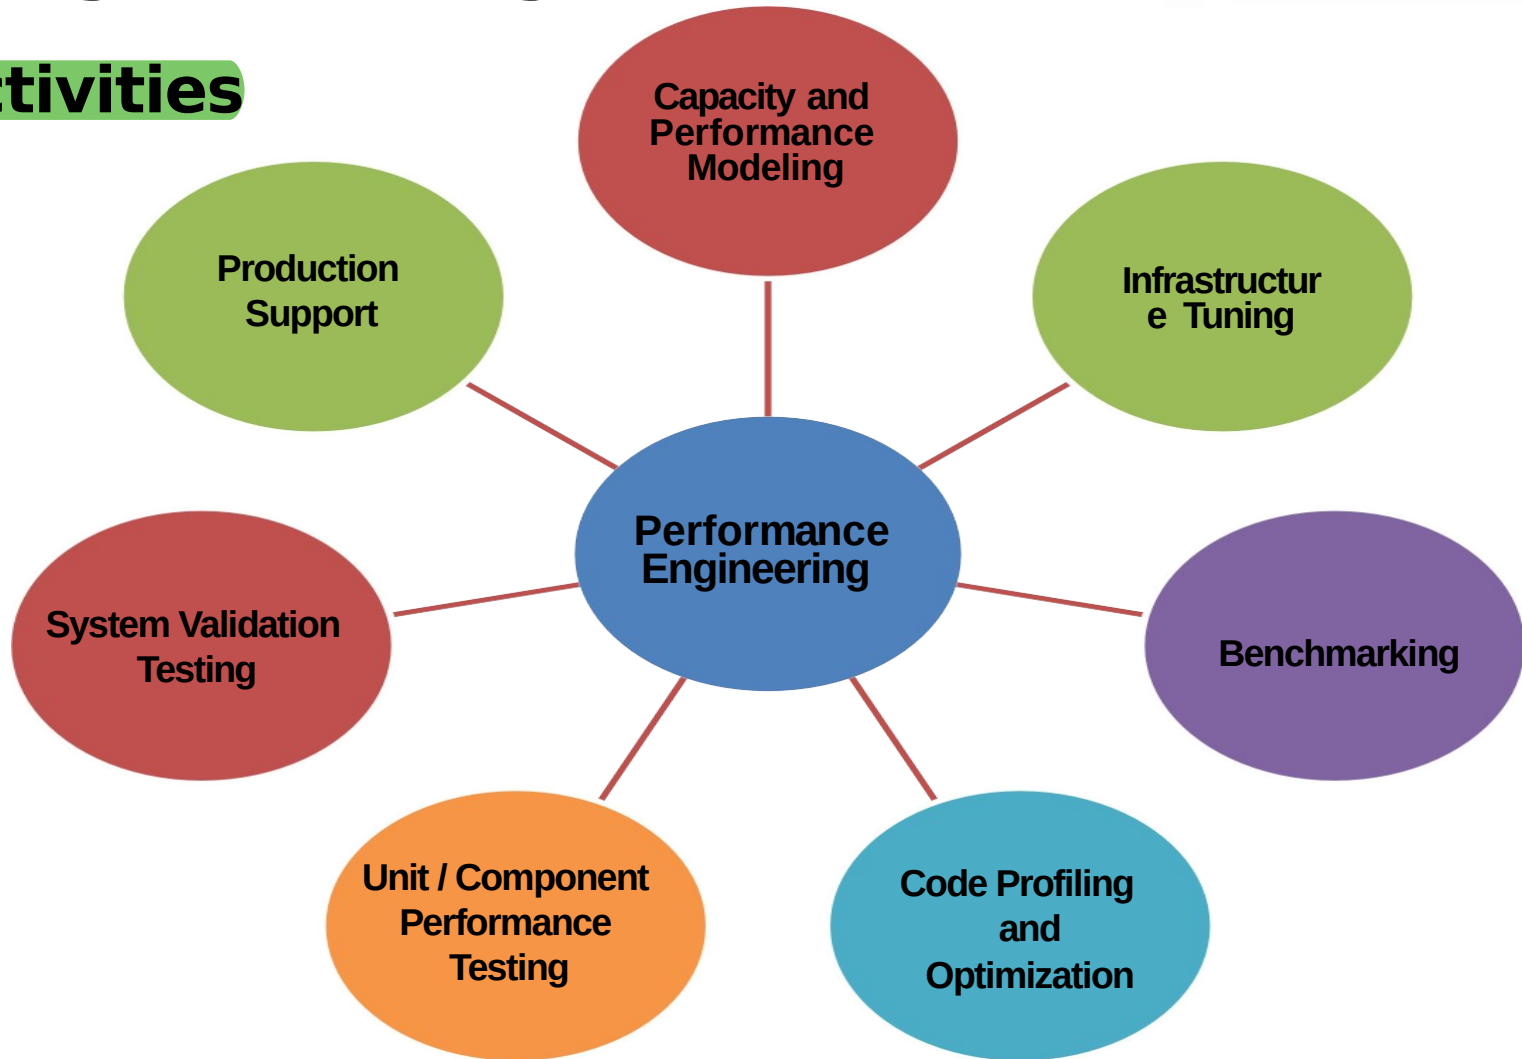 ctivities
Capacity and
Performance
Modeling
Production
Support
Infrastructur
e Tuning
Performance
Engineering
System Validation
Testing
Benchmarking
Unit / Component
Performance
Testing
Code Profiling
and
Optimization